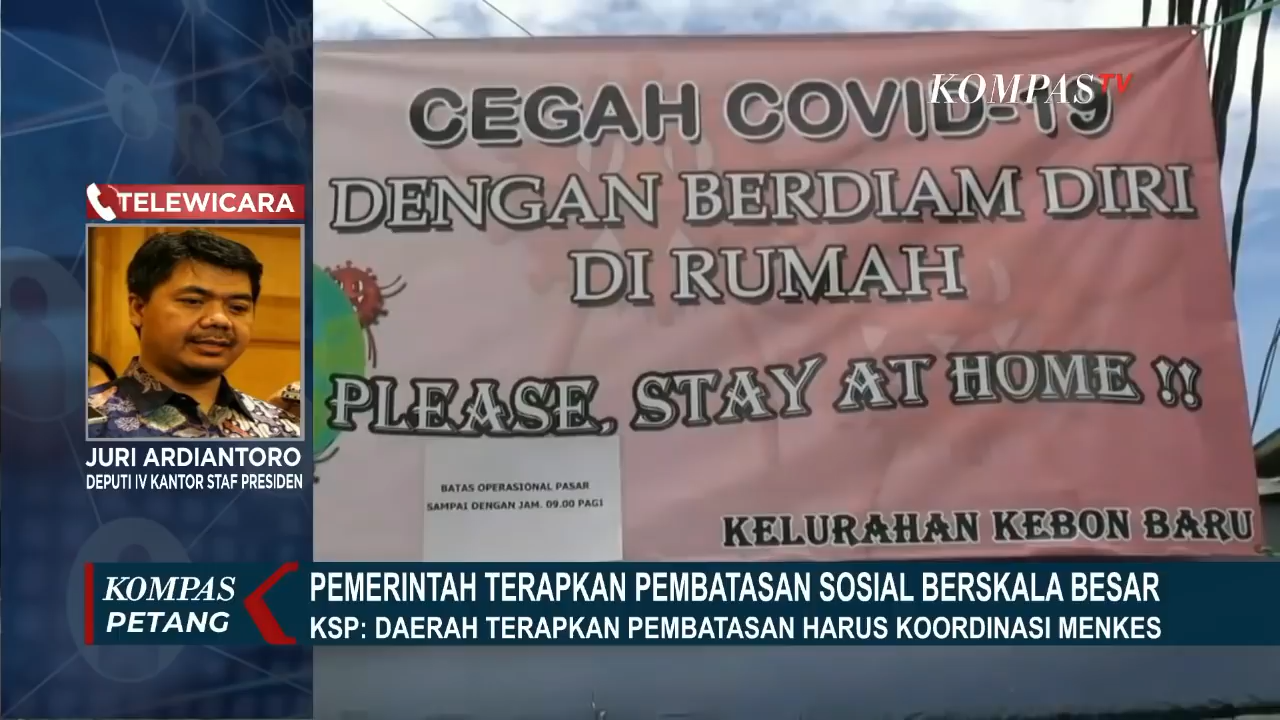 KOMPASTV
CEGAH COVID-19
DENGAN BERDIAM DIRI
DI RUMAH
PLEASE, STAY AT HOME !!
BATAS OPERASIONAL PASAR
SAMPAI DENGAN JAM. 09.00 PAGI
KELURAHAN KEBON BARU
TELEWICARA
JURI ARDIANTORO
DEPUTI IV KANTOR STAF PRESIDEN
KOMPAS
PETANG
PEMERINTAH TERAPKAN PEMBATASAN SOSIAL BERSKALA BESAR
KSP: DAERAH TERAPKAN PEMBATASAN HARUS KOORDINASI MENKES